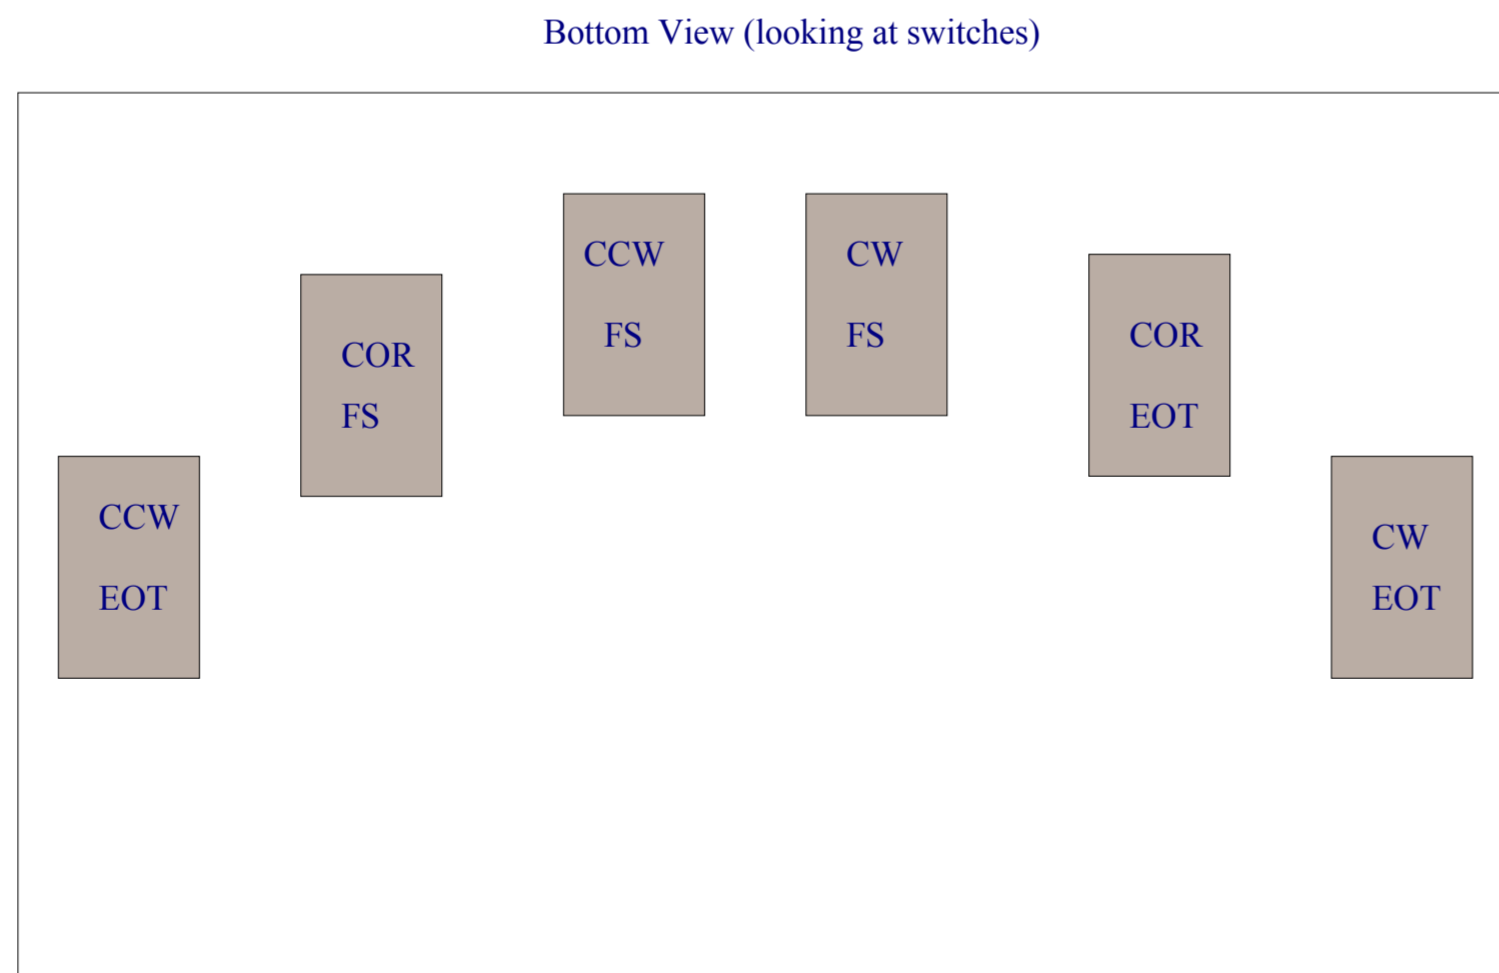 Bottom View (looking at switches)
CCW
EOT
COR
FS
CCW
FS
CW
FS
COR
EOT
CW
EOT